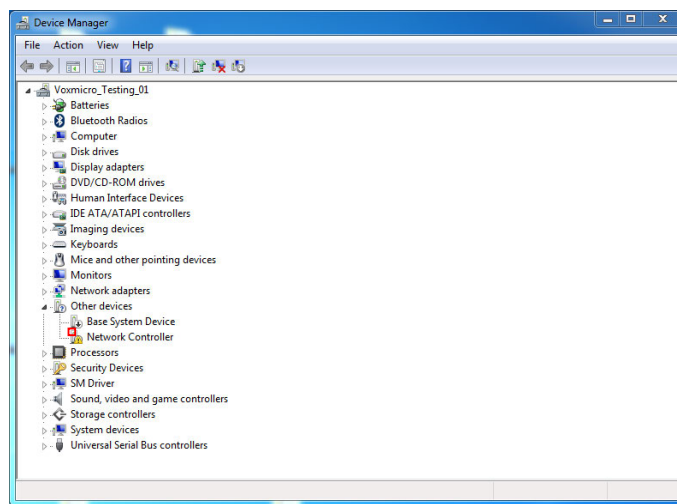 Device Manager
File Action View Help
Voxmicro_Testing_01
Batteries
Bluetooth Radios
Computer
Disk drives
Display adapters
DVD/CD-ROM drives
Human Interface Devices
IDE ATA/ATAPI controllers
Imaging devices
Keyboards
Mice and other pointing devices
Monitors
Network adapters
Other devices
Base System Device
Network Controller
Processors
Security Devices
SM Driver
Sound, video and game controllers
Storage controllers
System devices
Universal Serial Bus controllers